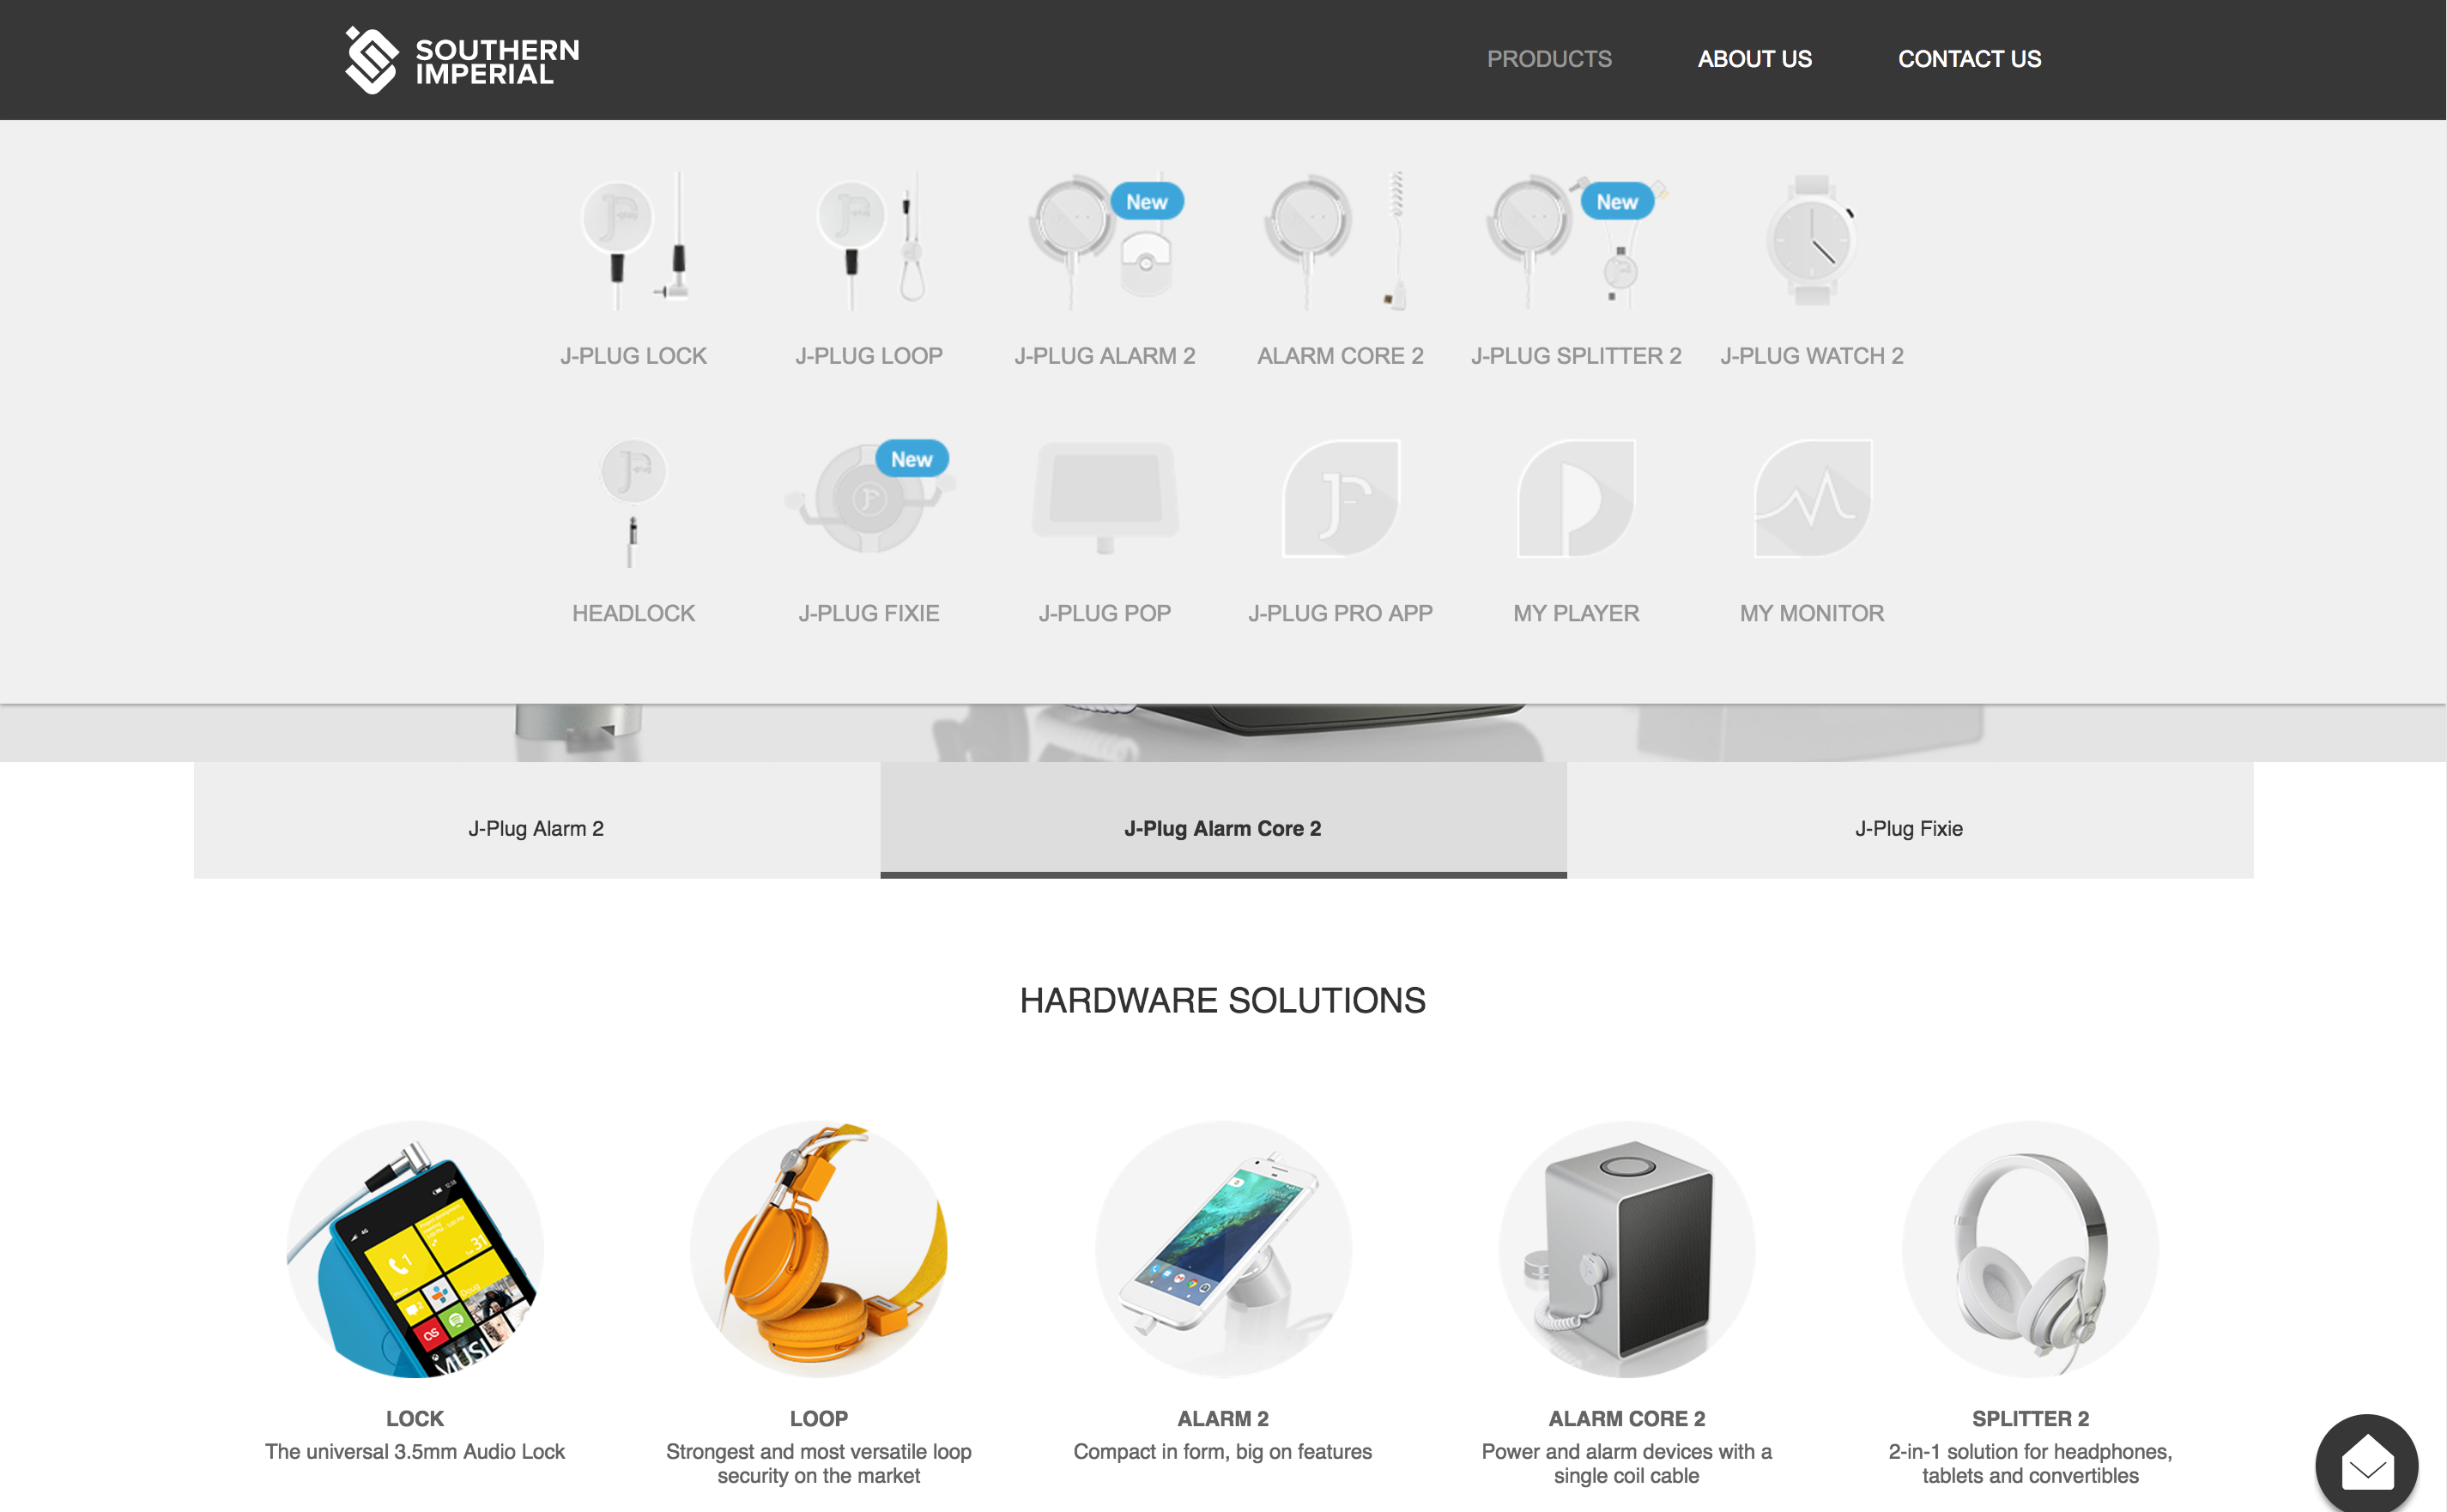 SOUTHERN
IMPERIAL
PRODUCTS
ABOUT US
CONTACT US
New
New
J-PLUG LOCK
J-PLUG LOOP
J-PLUG ALARM 2
ALARM CORE 2
J-PLUG SPLITTER 2
J-PLUG WATCH 2
New
HEADLOCK
J-PLUG FIXIE
J-PLUG POP
J-PLUG PRO APP
MY PLAYER
MY MONITOR
J-Plug Alarm 2
J-Plug Alarm Core 2
J-Plug Fixie
HARDWARE SOLUTIONS
31
1
MUSI
LOCK
The universal 3.5mm Audio Lock
LOOP
Strongest and most versatile loop
security on the market
ALARM 2
Compact in form, big on features
ALARM CORE 2
Power and alarm devices with a
single coil cable
SPLITTER 2
2-in-1 solution for headphones,
tablets and convertibles